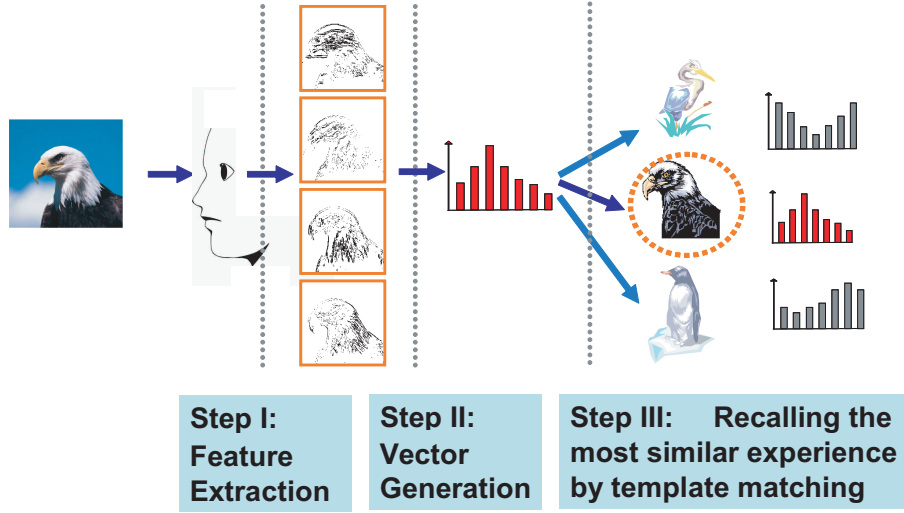 Step I:
Feature
Extraction
Step II:
Vector
Generation
Step III: Recalling the
most similar experience
by template matching